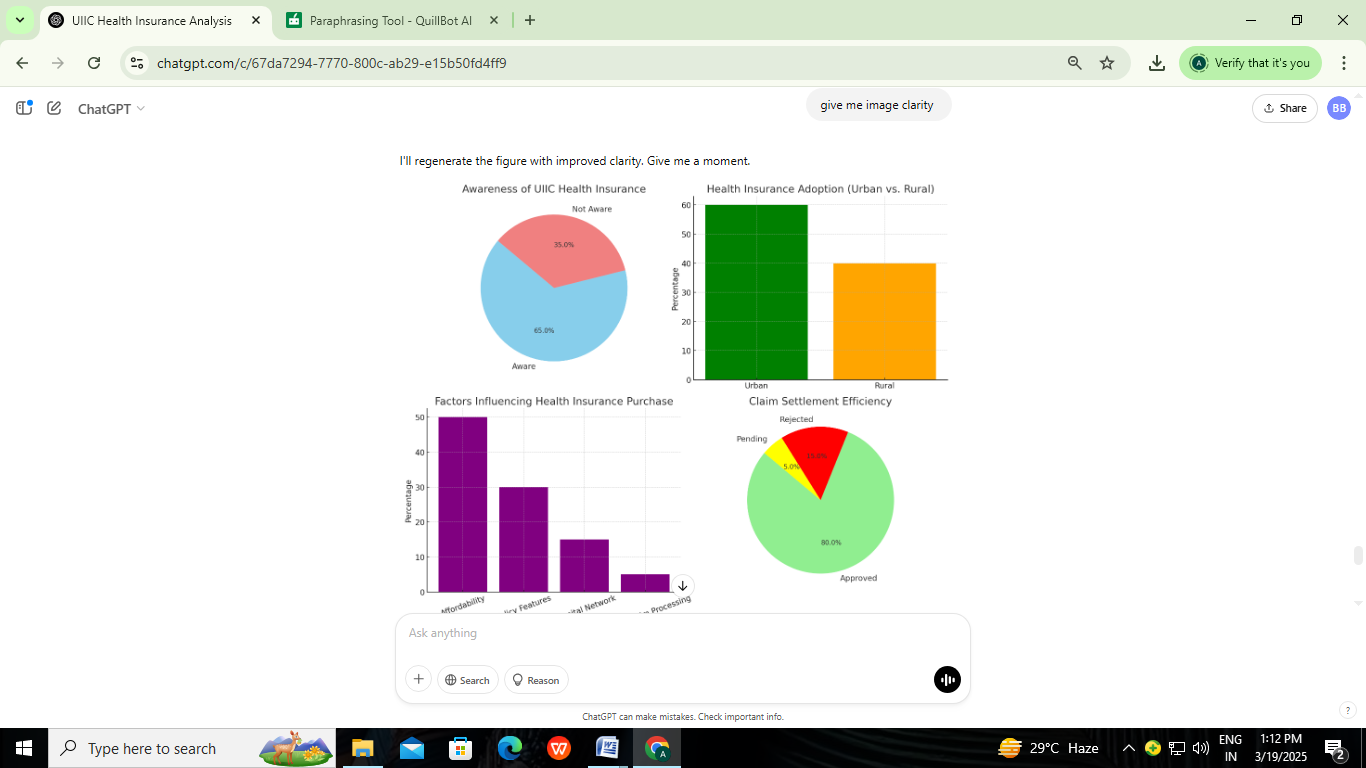 UIIC Health Insurance Analysis
Paraphrasing Tool - QuillBot AI
chatgpt.com/c/67da7294-7770-800c-ab29-e15b50fd4ff9
A
Verify that it's you
ChatGPT
give me image clarity
Share
BB
I'll regenerate the figure with improved clarity. Give me a moment.
Awareness of UIIC Health Insurance
Not Aware
35.0%
65.0%
Aware
Health Insurance Adoption (Urban vs. Rural)
60
50
40
30
20
10
0
Percentage
Urban
Rural
Factors Influencing Health Insurance Purchase
50
40
30
20
10
0
Percentage
Affordability
Features
Network
Processing
Claim Settlement Efficiency
Rejected
Pending
15.0%
5.0%
80.0%
Approved
Ask anything
Search
Reason
ChatGPT can make mistakes. Check important info.
?
Type here to search
29°C Haze
ENG
IN
1:12 PM
3/19/2025
2